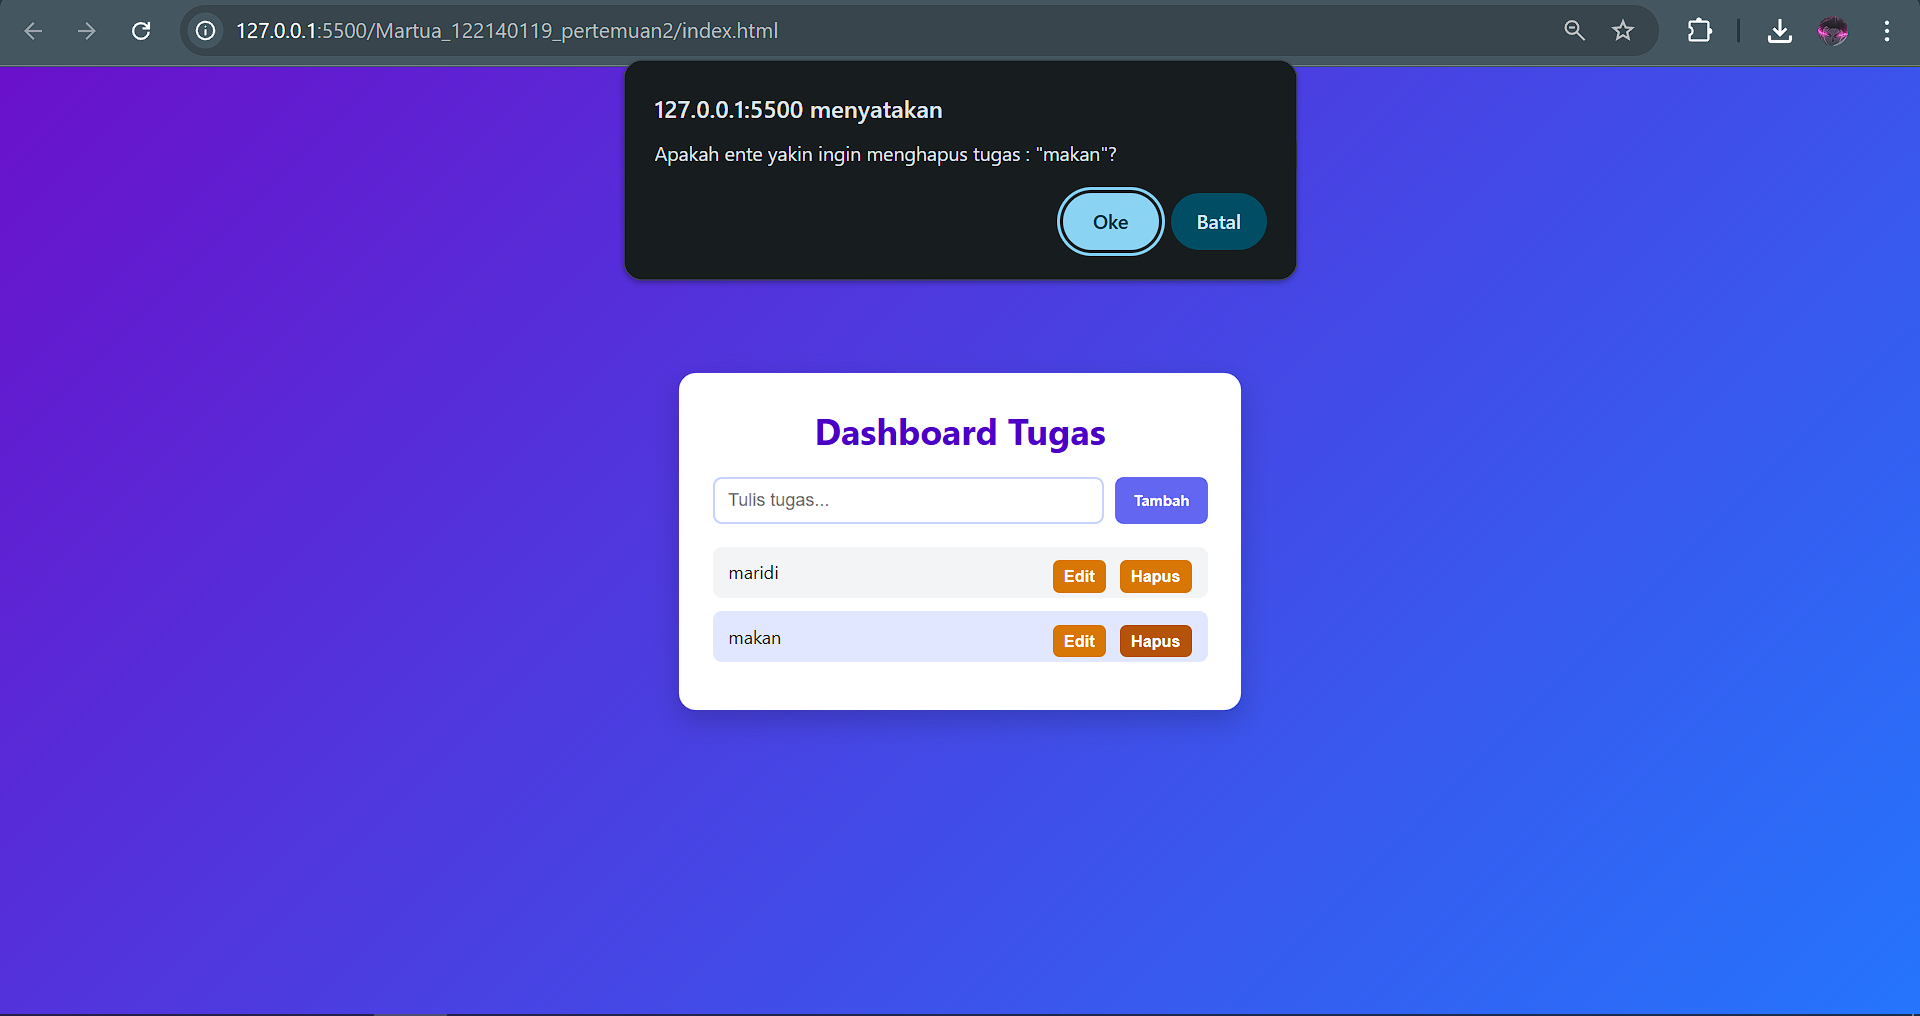 127.0.0.1:5500/Martua_122140119_pertemuan2/index.html
127.0.0.1:5500 menyatakan
Apakah ente yakin ingin menghapus tugas : "makan"?
Oke Batal
Dashboard Tugas
Tulis tugas... Tambah
maridi Edit Hapus
makan Edit Hapus